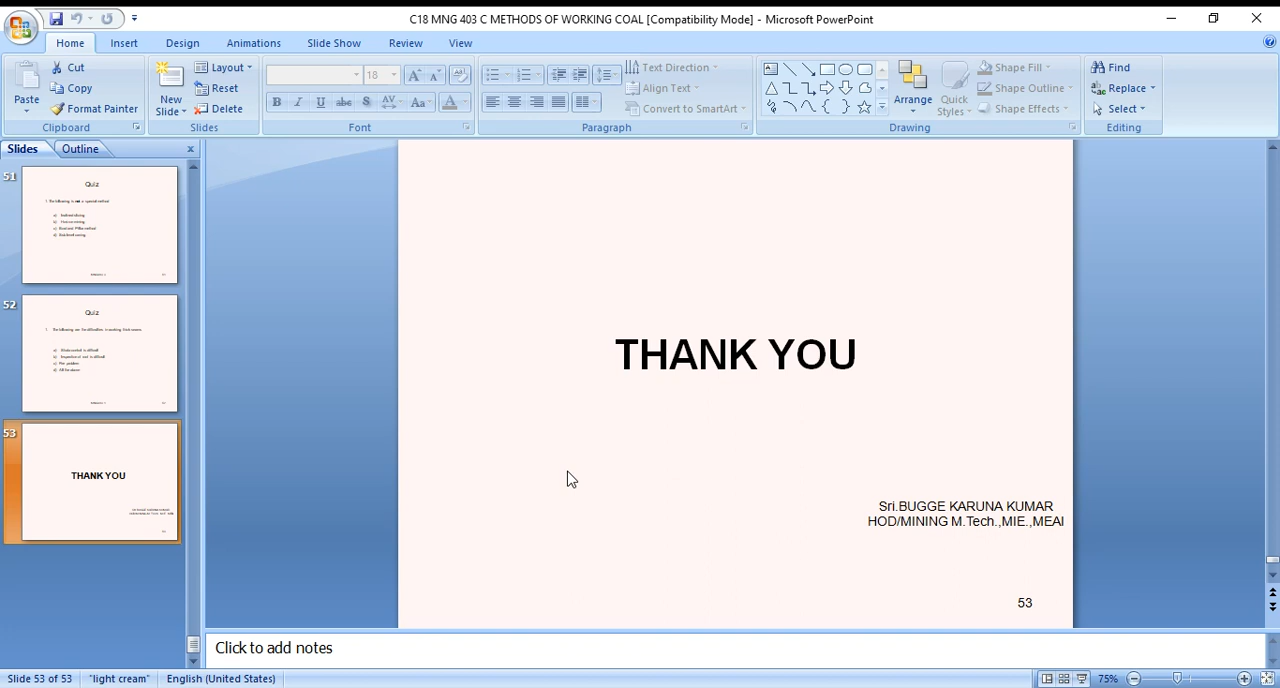 C18 MNG 403 C METHODS OF WORKING COAL [Compatibility Mode] - Microsoft PowerPoint
Home Insert Design Animations Slide Show Review View
Paste
Cut
Copy
Format Painter
Clipboard
New Slide
Layout
Reset
Delete
Slides
18
B I U abc S AV Aa A
Font
Text Direction
Align Text
Convert to SmartArt
Paragraph
Arrange
Quick Styles
Shape Fill
Shape Outline
Shape Effects
Drawing
Find
Replace
Select
Editing
Slides Outline
51
Quiz
52
Quiz
53
THANK YOU
THANK YOU
Sri.BUGGE KARUNA KUMAR
HOD/MINING M.Tech.,MIE.,MEAI
53
Click to add notes
Slide 53 of 53 "light cream" English (United States) 75%